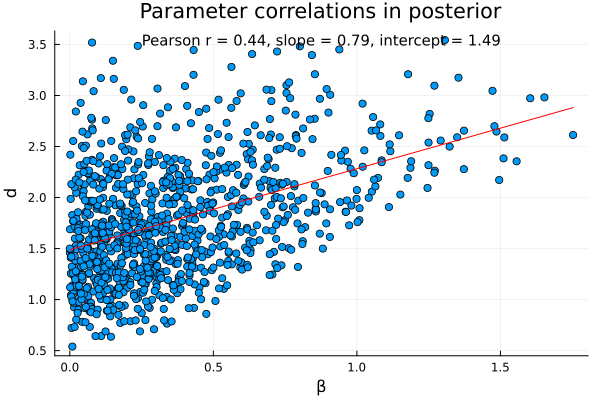 Parameter correlations in posterior
Pearson r = 0.44, slope = 0.79, intercept = 1.49
3.5
3.0
2.5
2.0
1.5
1.0
0.5
d
0.0
0.5
1.0
1.5
β